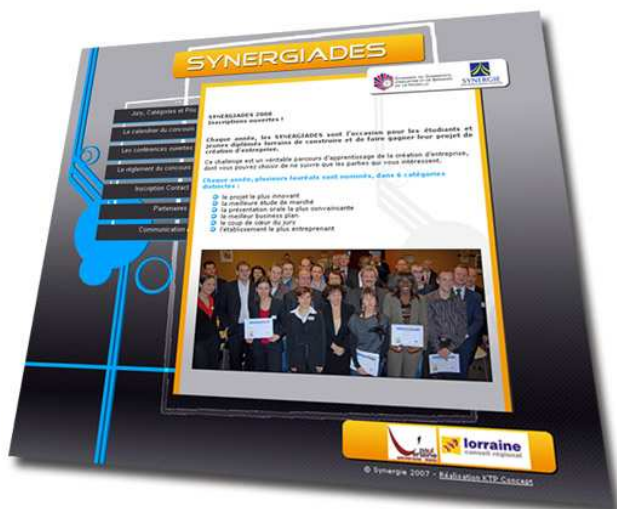 SYNERGIADES
SYNERGIE
Jury, Catégories et Prix
Le calendrier du concours
Les conférences ouvertes
Le règlement du concours
Inscription Contact
Partenaires
Communication
SYNERGIADES 2008
Inscriptions ouvertes !
Chaque année, les SYNERGIADES sont l'occasion pour les étudiants et
jeunes diplômés lorrains de construire et de faire gagner leur projet de
création d'entreprise.
Ce challenge est un véritable parcours d'apprentissage de la création d'entreprise,
dont vous pouvez choisir de ne suivre que les parties qui vous intéressent.
Chaque année, plusieurs lauréats sont nominés, dans 6 catégories
distinctes :
le projet le plus innovant
la meilleure étude de marché
la présentation orale la plus convaincante
le meilleur business plan
le coup de cœur du jury
l'établissement le plus entreprenant
lorraine
conseil régional
© Synergie 2007 - Réalisation KTP Concept